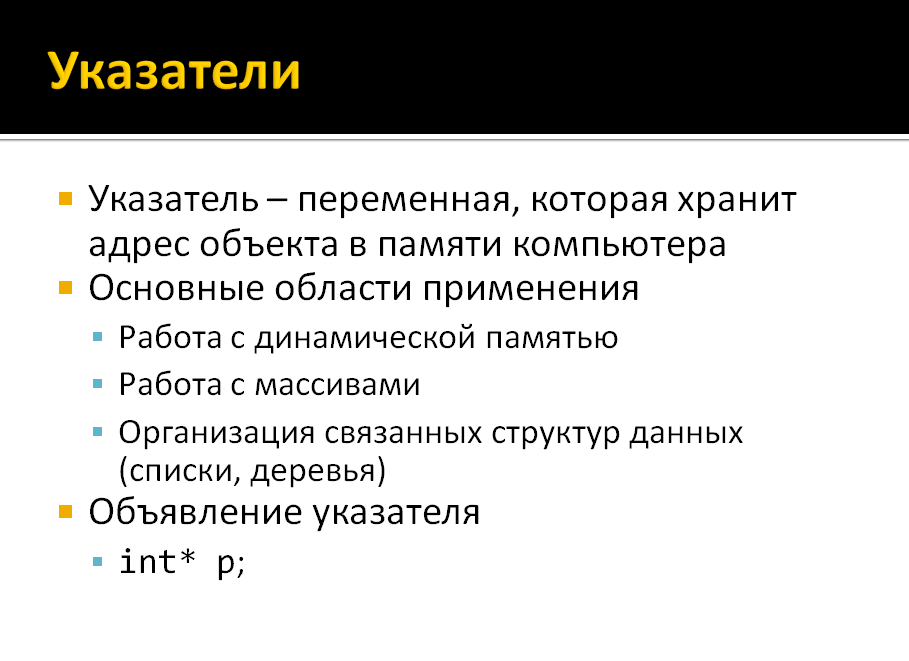 Указатели
Указатель – переменная, которая хранит
адрес объекта в памяти компьютера
Основные области применения
Работа с динамической памятью
Работа с массивами
Организация связанных структур данных
(списки, деревья)
Объявление указателя
int* p;